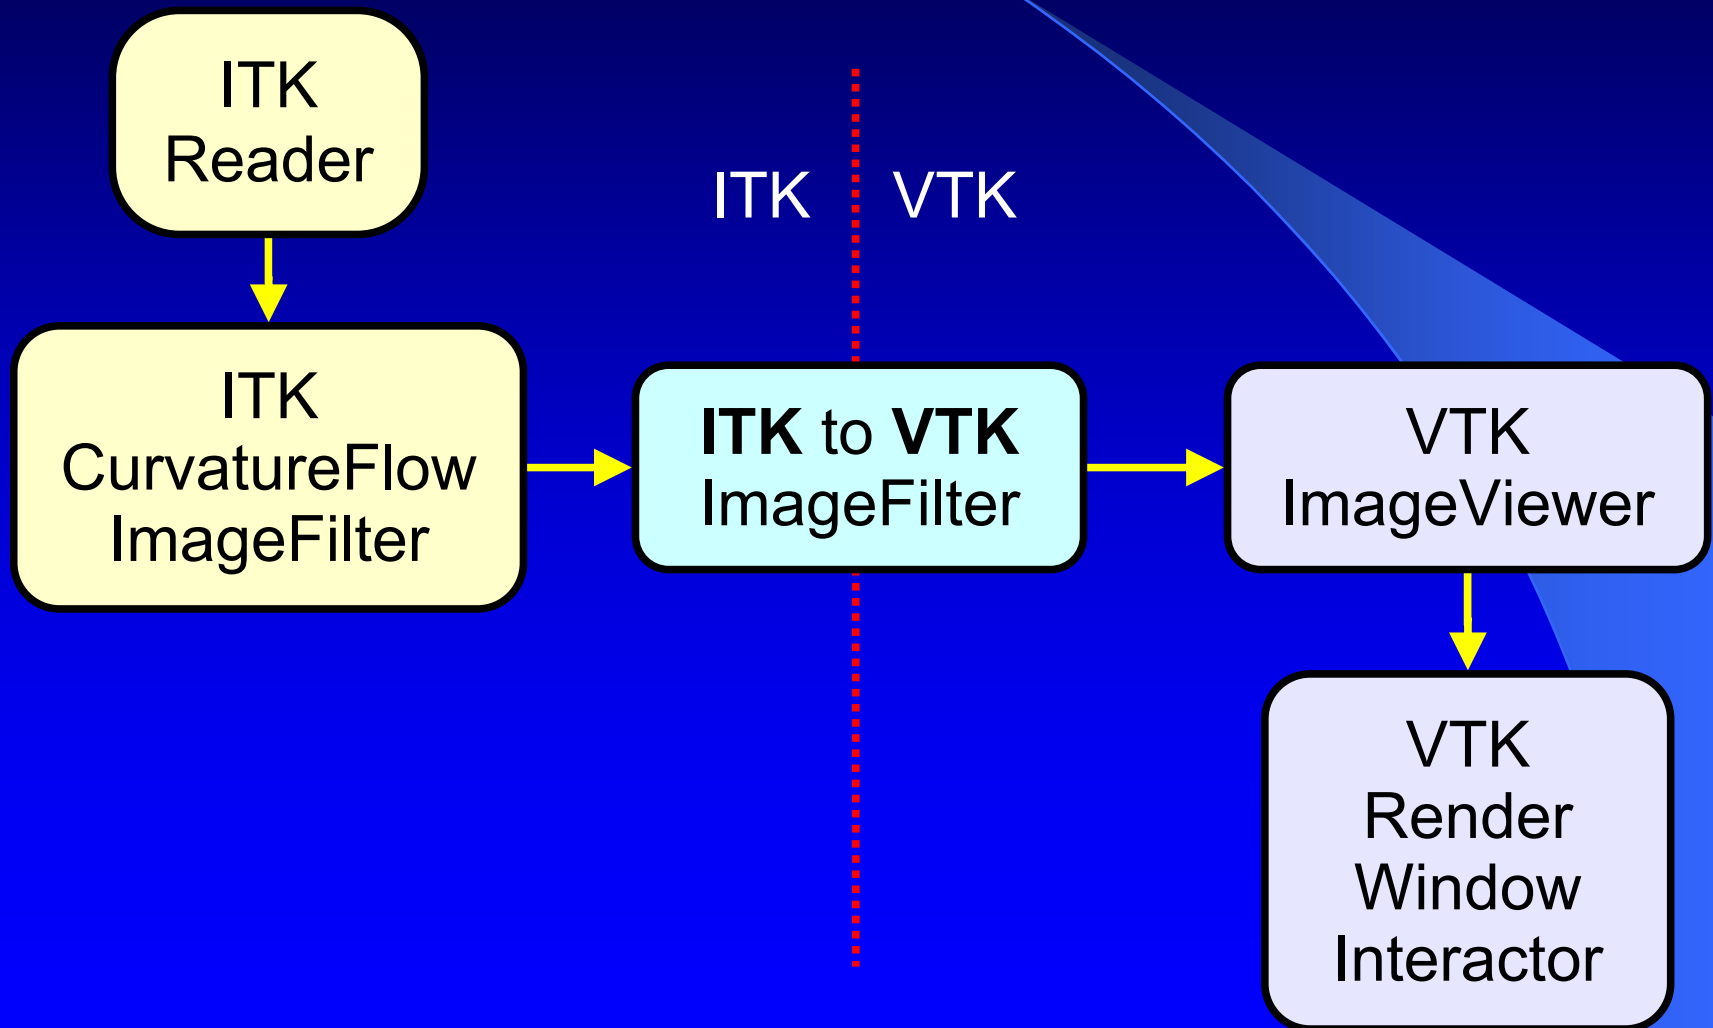 ITK
Reader
ITK
VTK
ITK
CurvatureFlow
ImageFilter
ITK to VTK
ImageFilter
VTK
ImageViewer
VTK
Render
Window
Interactor